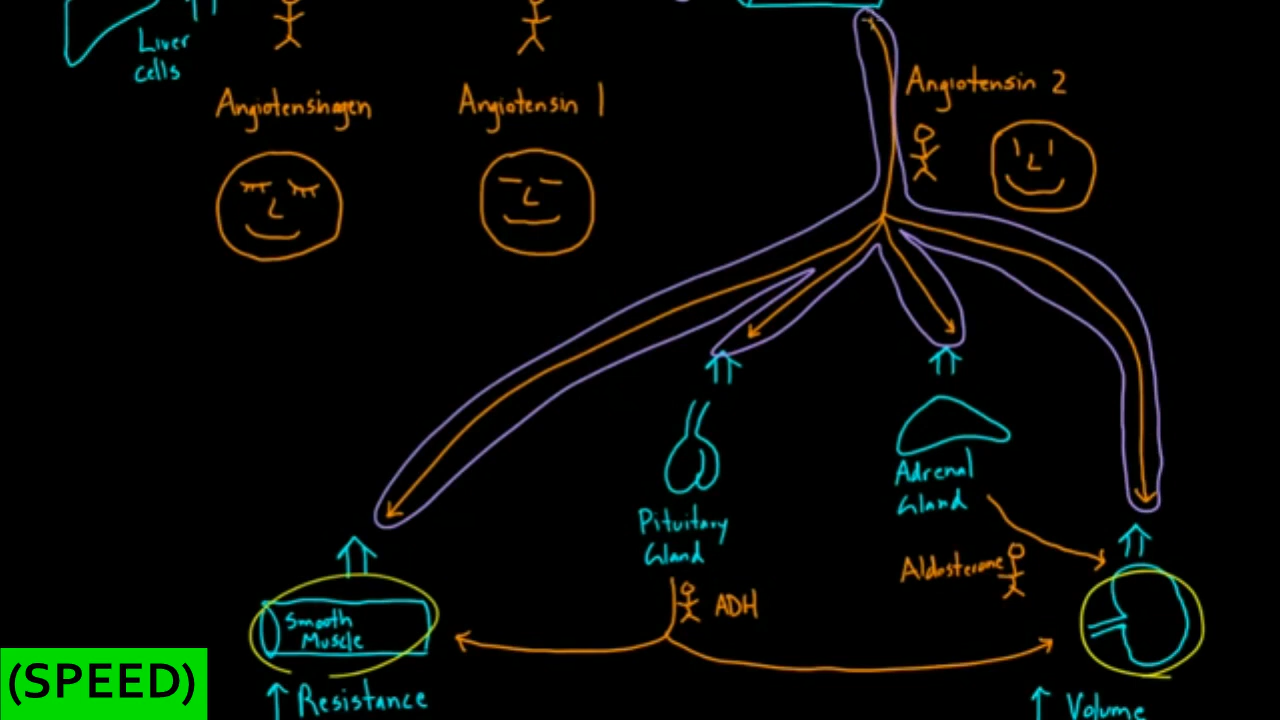 Liver
cells
Angiotensinogen
Angiotensin 1
Angiotensin 2
Pituitary
Gland
Adrenal
Gland
Aldosterone
ADH
Smooth
Muscle
(SPEED)
↑ Resistance
↑ Volume